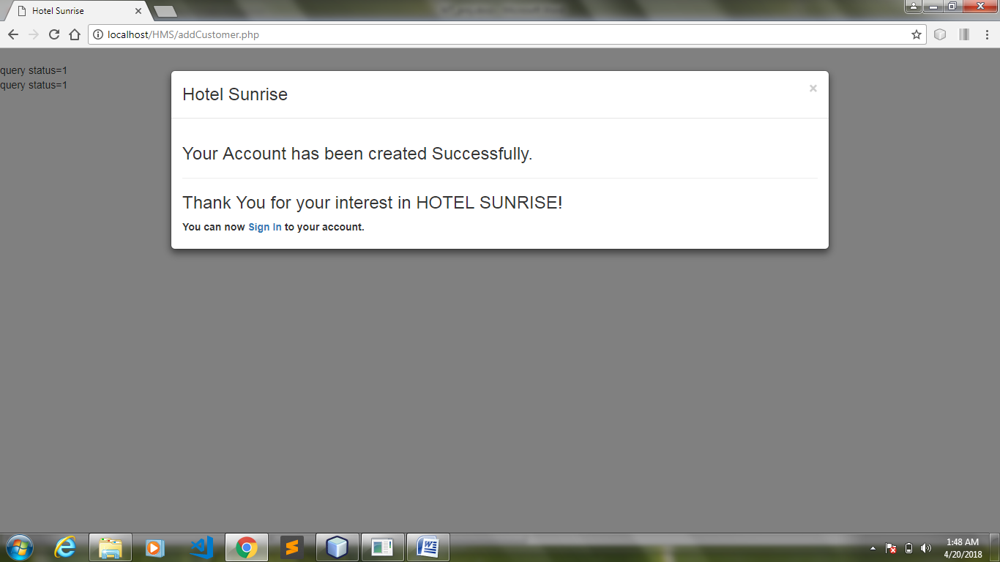 Hotel Sunrise
localhost/HMS/addCustomer.php
query status=1
query status=1
Hotel Sunrise
×
Your Account has been created Successfully.
Thank You for your interest in HOTEL SUNRISE!
You can now Sign In to your account.
1:48 AM
4/20/2018